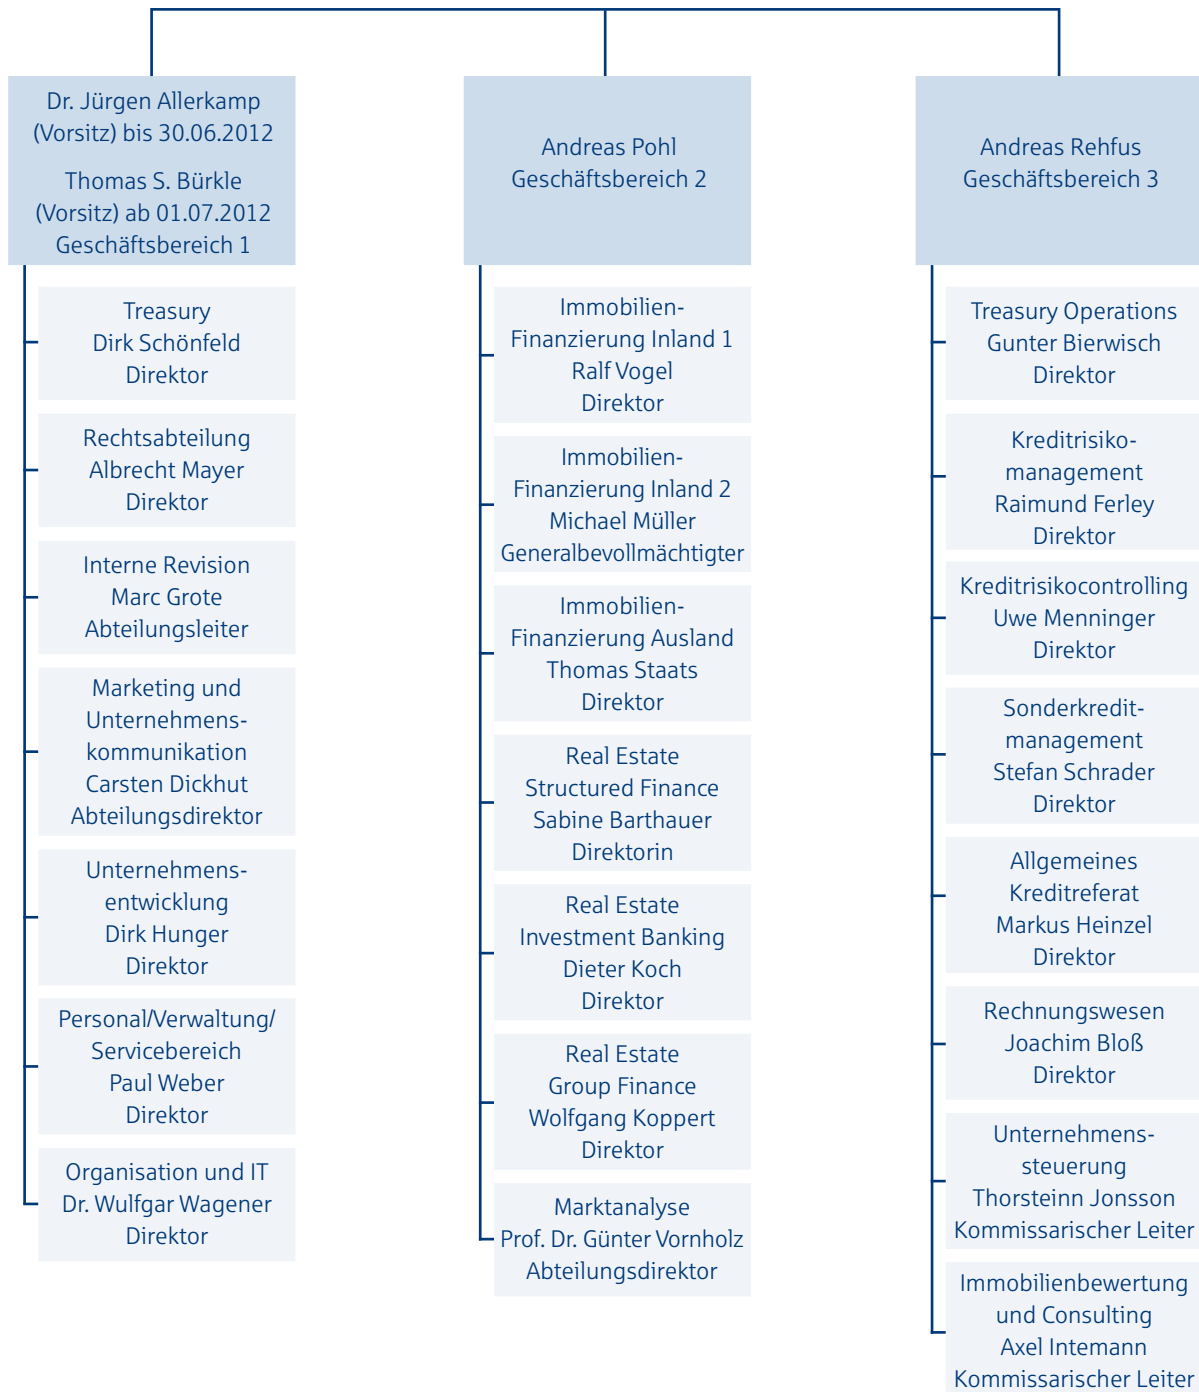 Dr. Jürgen Allerkamp
(Vorsitz) bis 30.06.2012
Thomas S. Bürkle
(Vorsitz) ab 01.07.2012
Geschäftsbereich 1
Treasury
Dirk Schönfeld
Direktor
Rechtsabteilung
Albrecht Mayer
Direktor
Interne Revision
Marc Grote
Abteilungsleiter
Marketing und
Unternehmens-
kommunikation
Carsten Dickhut
Abteilungsdirektor
Unternehmens-
entwicklung
Dirk Hunger
Direktor
Personal/Verwaltung/
Servicebereich
Paul Weber
Direktor
Organisation und IT
Dr. Wulfgar Wagener
Direktor
Andreas Pohl
Geschäftsbereich 2
Immobilien-
Finanzierung Inland 1
Ralf Vogel
Direktor
Immobilien-
Finanzierung Inland 2
Michael Müller
Generalbevollmächtigter
Immobilien-
Finanzierung Ausland
Thomas Staats
Direktor
Real Estate
Structured Finance
Sabine Barthauer
Direktorin
Real Estate
Investment Banking
Dieter Koch
Direktor
Real Estate
Group Finance
Wolfgang Koppert
Direktor
Marktanalyse
Prof. Dr. Günter Vornholz
Abteilungsdirektor
Andreas Rehfus
Geschäftsbereich 3
Treasury Operations
Gunter Bierwisch
Direktor
Kreditrisiko-
management
Raimund Ferley
Direktor
Kreditrisikocontrolling
Uwe Menninger
Direktor
Sonderkredit-
management
Stefan Schrader
Direktor
Allgemeines
Kreditreferat
Markus Heinzel
Direktor
Rechnungswesen
Joachim Bloß
Direktor
Unternehmens-
steuerung
Thorsteinn Jonsson
Kommissarischer Leiter
Immobilienbewertung
und Consulting
Axel Intemann
Kommissarischer Leiter